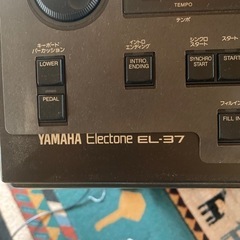 TEMPO
テンポ
キーボード
パーカッション
イントロ
エンディング
シンクロ
スタート
スタート
LOWER
INTRO.
ENDING
SYNCHRO
START
START
PEDAL
フィルイン
FILL IN
YAMAHA Electone EL-37